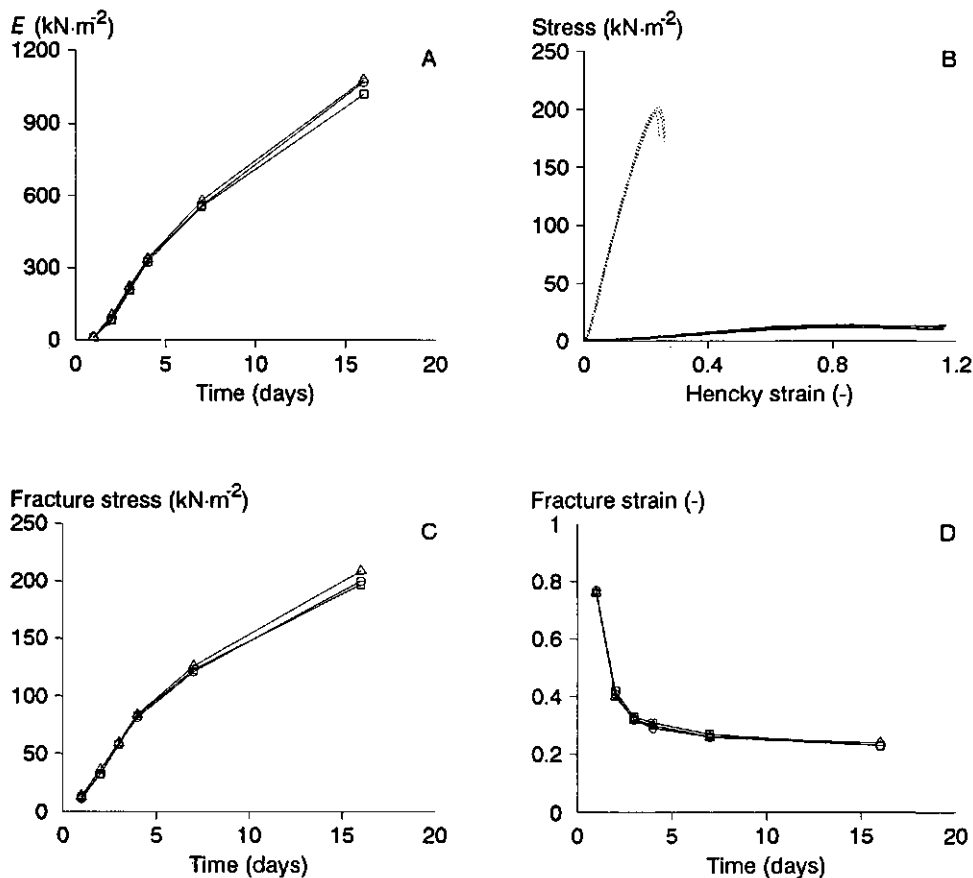 E (kN·m-2)
A
1200
900
600
300
0
0 5 10 15 20
Time (days)
Stress (kN·m-2)
B
250
200
150
100
50
0
0 0.4 0.8 1.2
Hencky strain (-)
Fracture stress (kN·m-2)
C
250
200
150
100
50
0
0 5 10 15 20
Time (days)
Fracture strain (-)
D
1
0.8
0.6
0.4
0.2
0
0 5 10 15 20
Time (days)